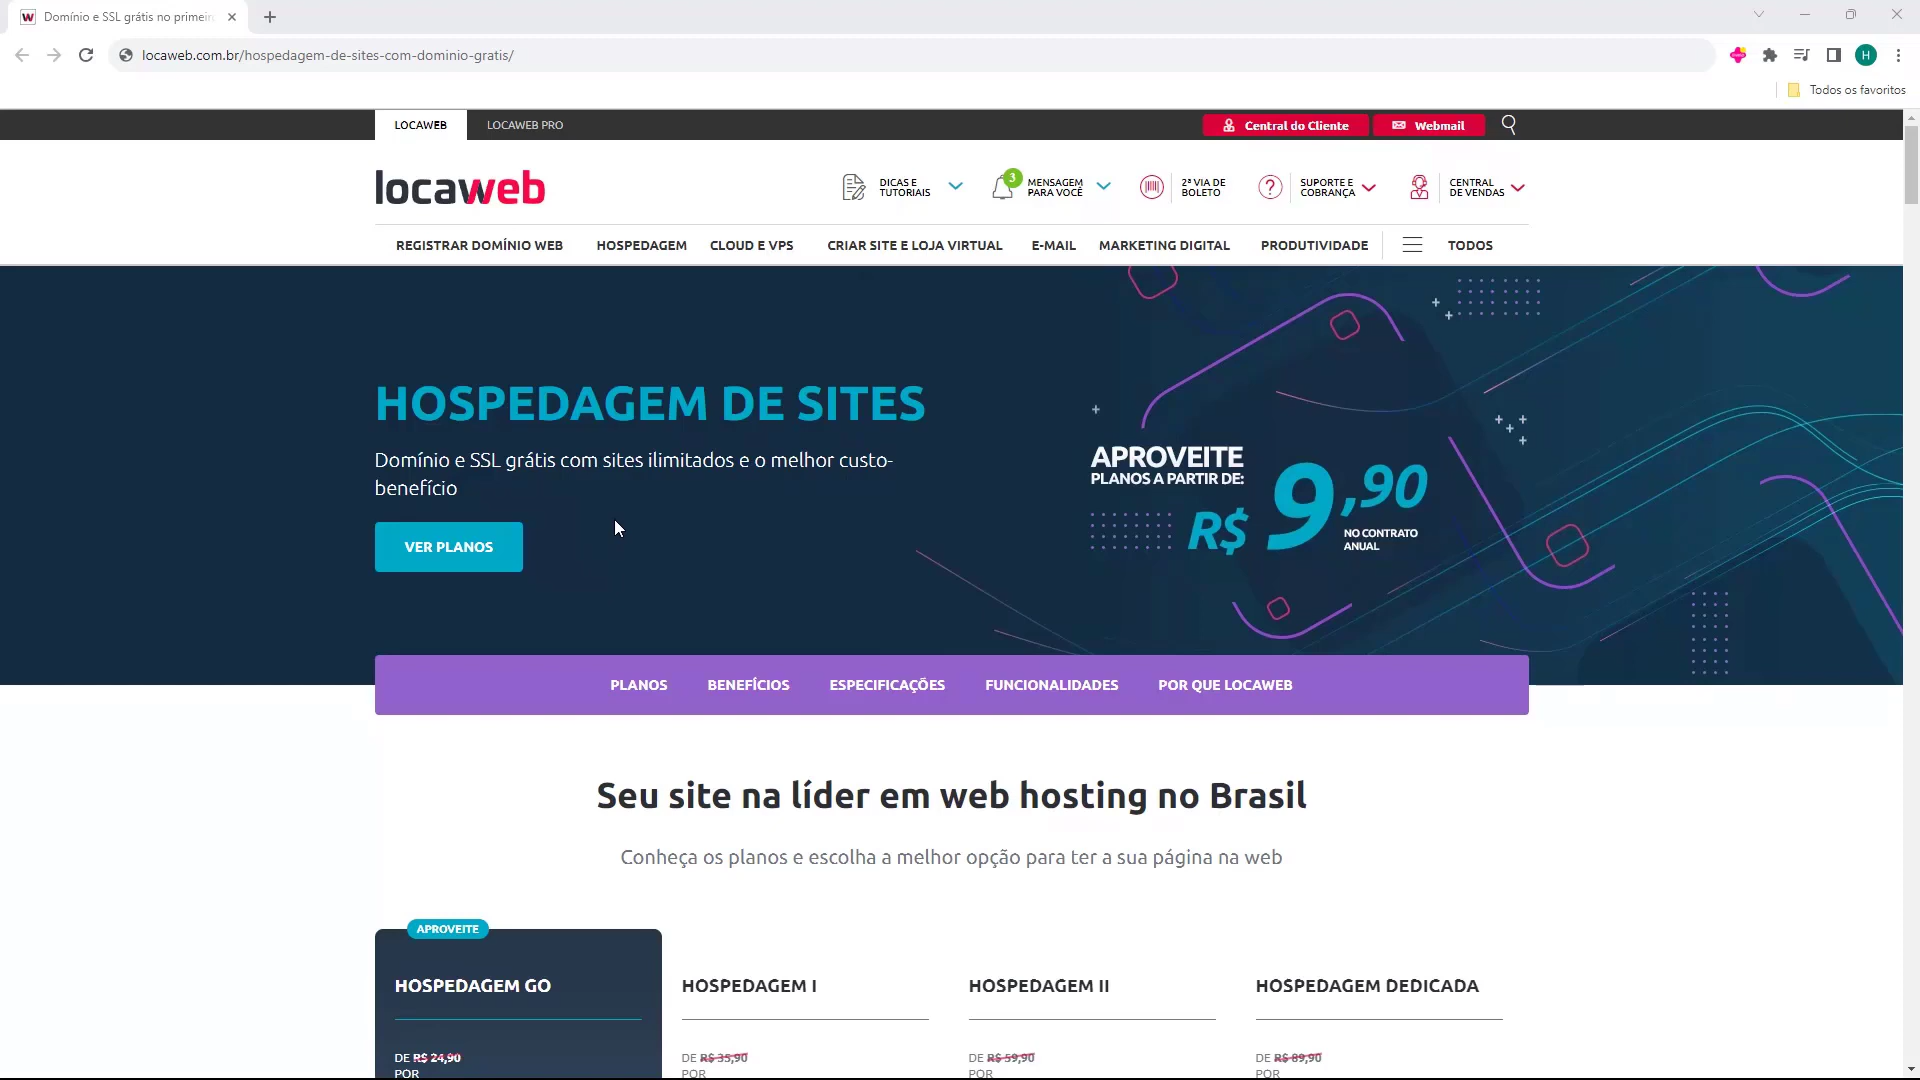 Domínio e SSL grátis no primeir
locaweb.com.br/hospedagem-de-sites-com-dominio-gratis/
H
Todos os favoritos
LOCAWEB
LOCAWEB PRO
Central do Cliente
Webmail
locaweb
DICAS E
TUTORIAIS
3
MENSAGEM
PARA VOCÊ
2ª VIA DE
BOLETO
SUPORTE E
COBRANÇA
CENTRAL
DE VENDAS
REGISTRAR DOMÍNIO WEB
HOSPEDAGEM
CLOUD E VPS
CRIAR SITE E LOJA VIRTUAL
E-MAIL
MARKETING DIGITAL
PRODUTIVIDADE
TODOS
HOSPEDAGEM DE SITES
Domínio e SSL grátis com sites ilimitados e o melhor custo-
benefício
VER PLANOS
APROVEITE
PLANOS A PARTIR DE:
R$ 9,90
NO CONTRATO
ANUAL
PLANOS
BENEFÍCIOS
ESPECIFICAÇÕES
FUNCIONALIDADES
POR QUE LOCAWEB
Seu site na líder em web hosting no Brasil
Conheça os planos e escolha a melhor opção para ter a sua página na web
APROVEITE
HOSPEDAGEM GO
DE R$ 24,90
POR
HOSPEDAGEM I
DE R$ 35,90
POR
HOSPEDAGEM II
DE R$ 59,90
POR
HOSPEDAGEM DEDICADA
DE R$ 89,90
POR